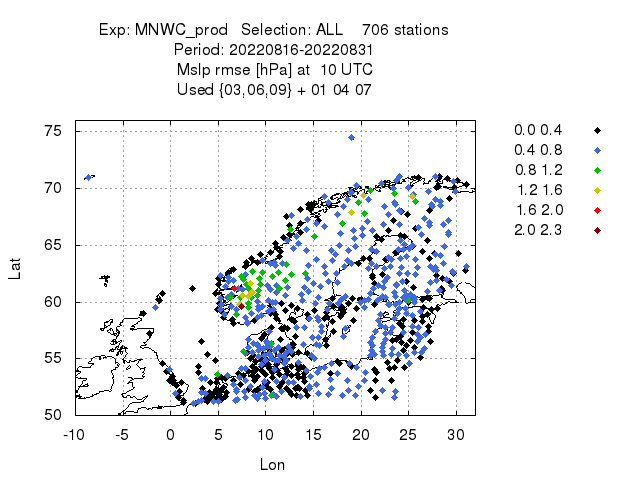 Exp: MNWC_prod   Selection: ALL    706 stations
Period: 20220816-20220831
Mslp rmse [hPa] at  10 UTC
Used {03,06,09} + 01 04 07
0.0 0.4
0.4 0.8
0.8 1.2
1.2 1.6
1.6 2.0
2.0 2.3
75
70
65
60
55
50
Lat
-10 -5 0 5 10 15 20 25 30
Lon